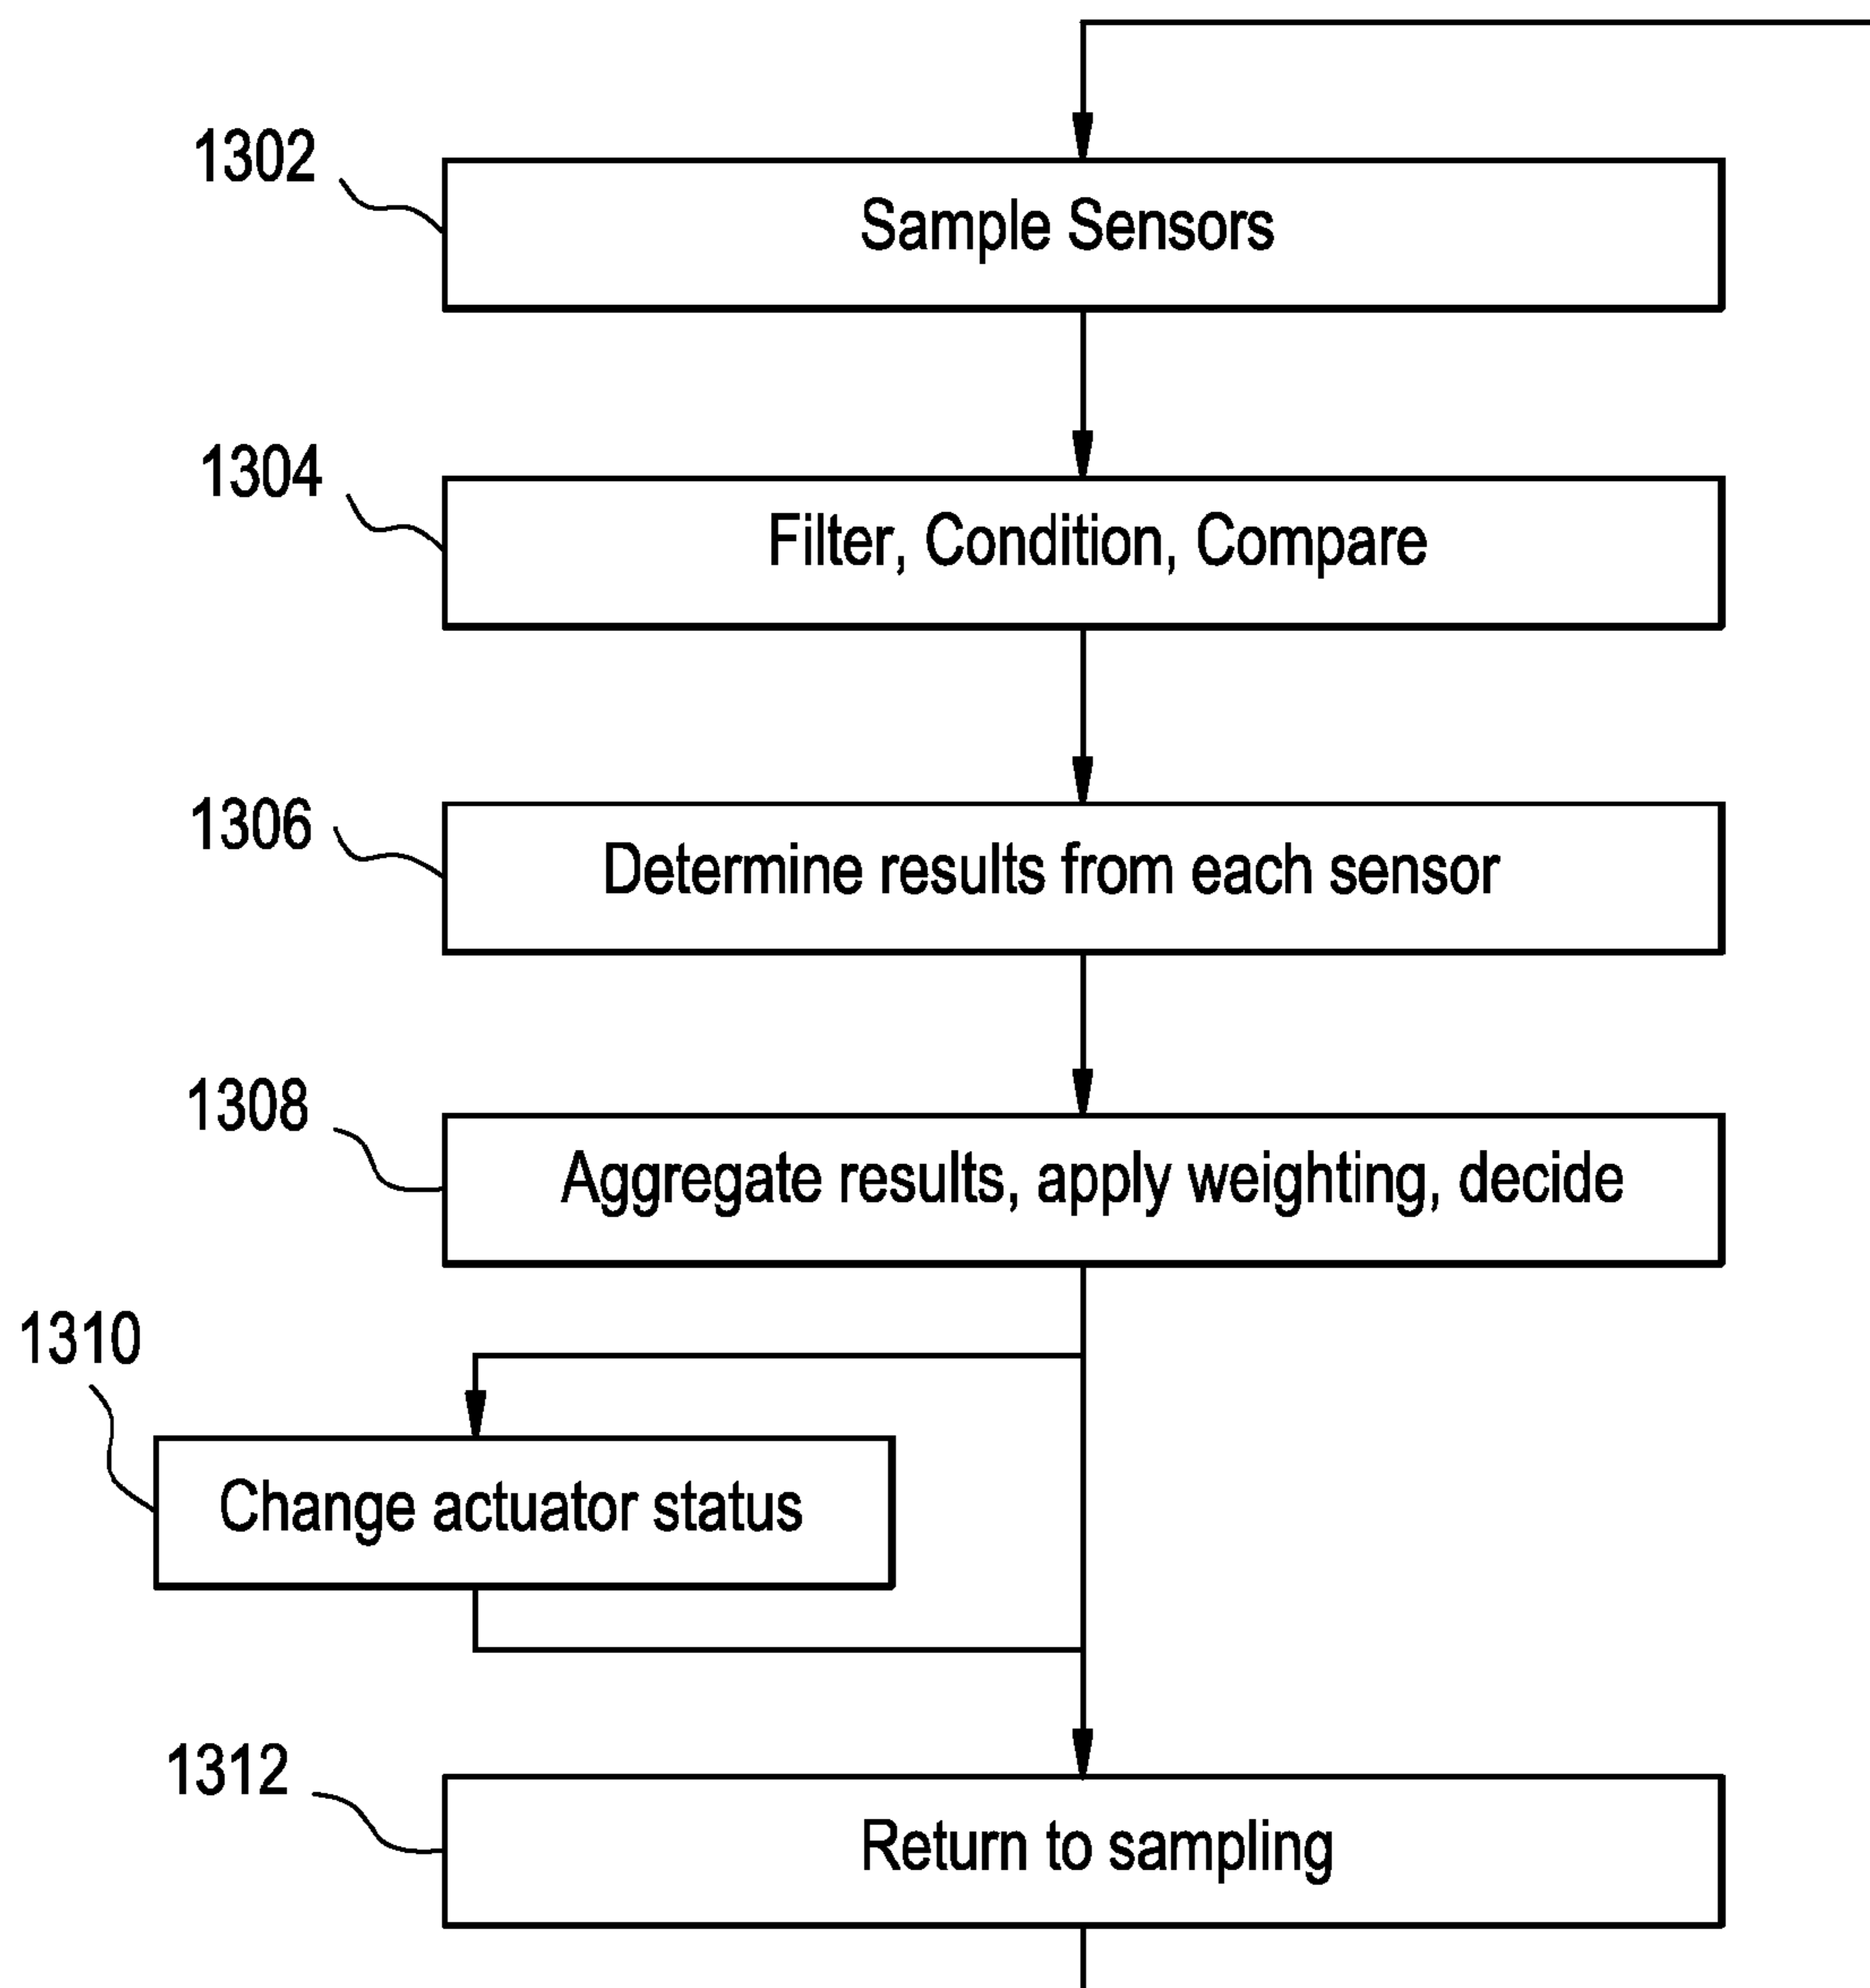 1302
Sample Sensors
1304
Filter, Condition, Compare
1306
Determine results from each sensor
1308
Aggregate results, apply weighting, decide
1310
Change actuator status
1312
Return to sampling